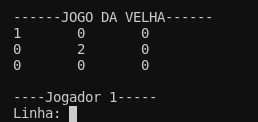 ------JOGO DA VELHA------
1 0 0
0 2 0
0 0 0
----Jogador 1-----
Linha: